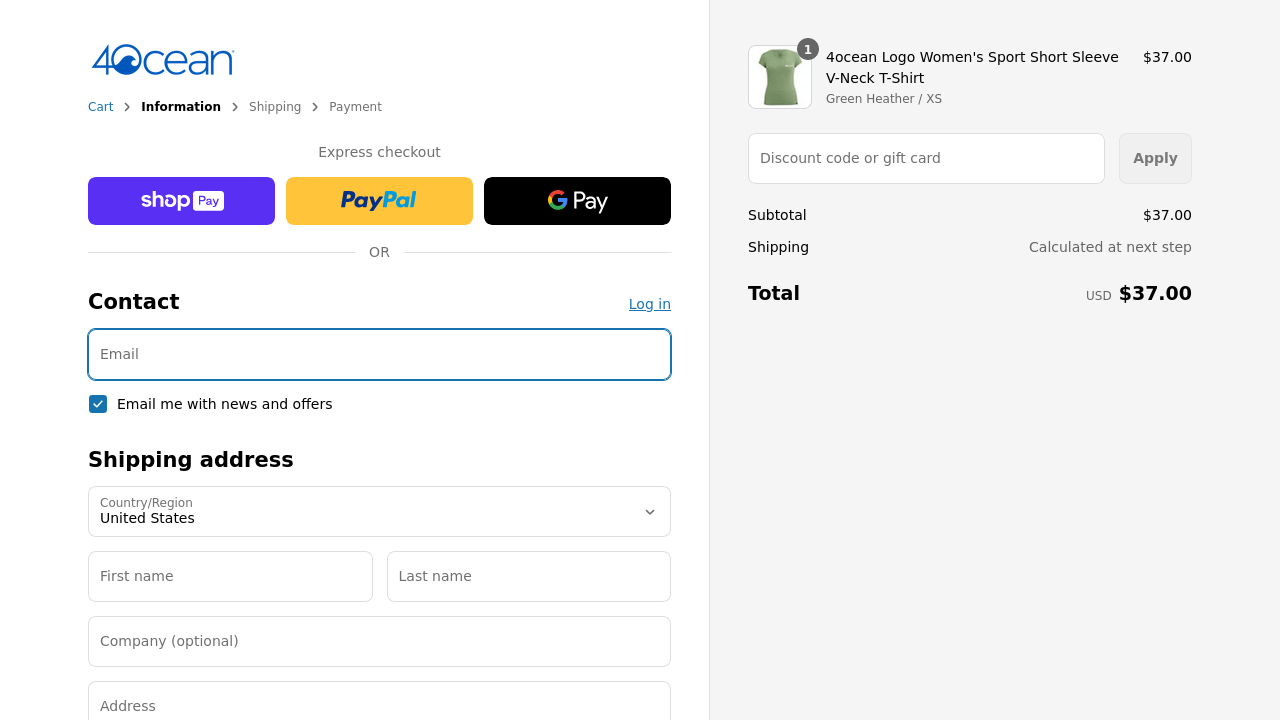 4ocean
Cart
Information
Shipping
Payment
Express checkout
shop Pay
PayPal
G Pay
OR
Contact
Log in
Email
Email me with news and offers
Shipping address
Country/Region
United States
First name
Last name
Company (optional)
Address
1
4ocean Logo Women's Sport Short Sleeve
V-Neck T-Shirt
Green Heather / XS
$37.00
Discount code or gift card
Apply
Subtotal
$37.00
Shipping
Calculated at next step
Total
USD $37.00